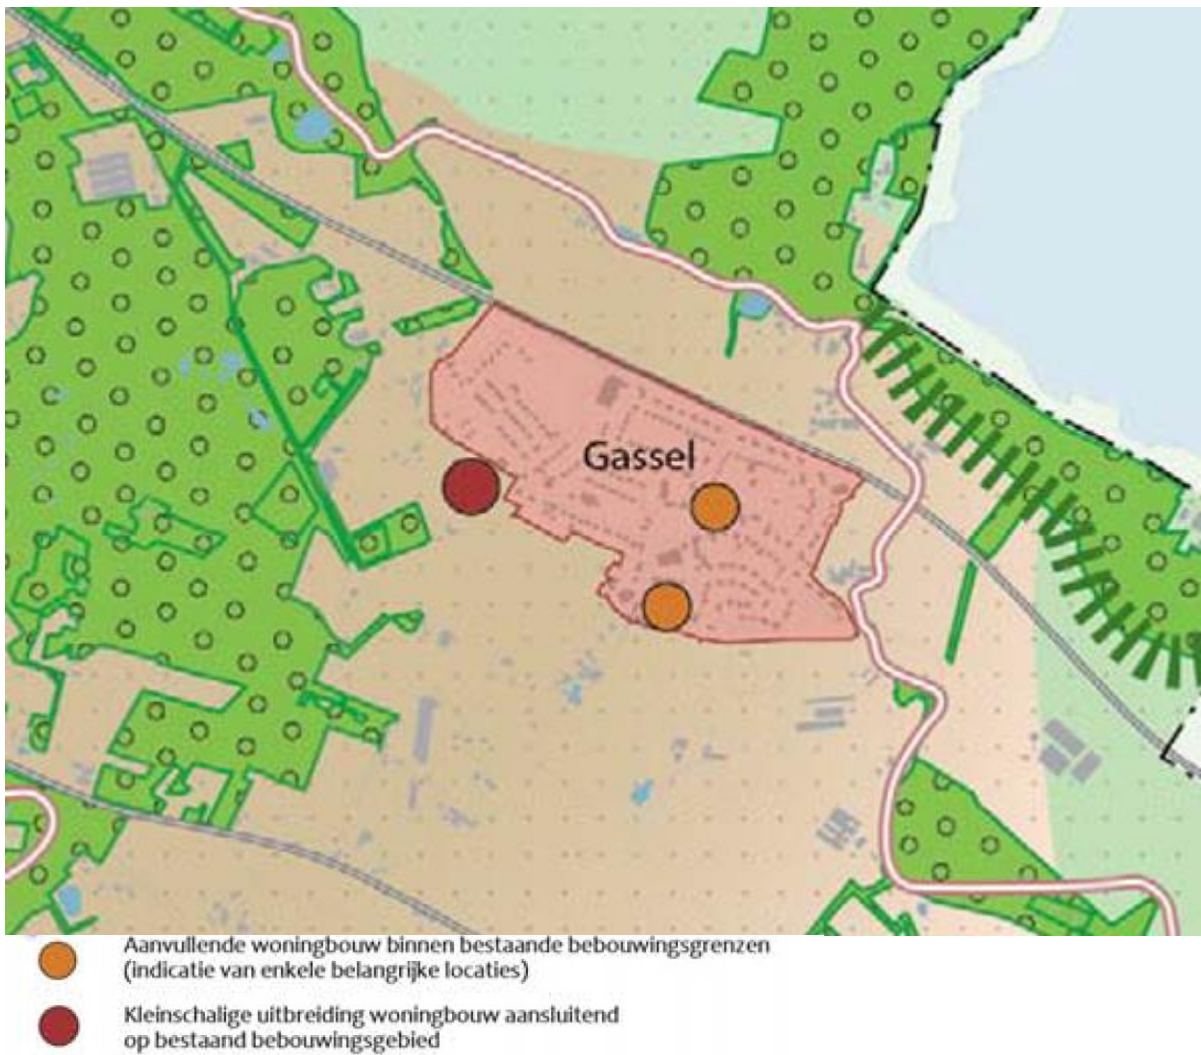 Gassel
Aanvullende woningbouw binnen bestaande bebouwingsgrenzen
(indicatie van enkele belangrijke locaties)
Kleinschalige uitbreiding woningbouw aansluitend
op bestaand bebouwingsgebied